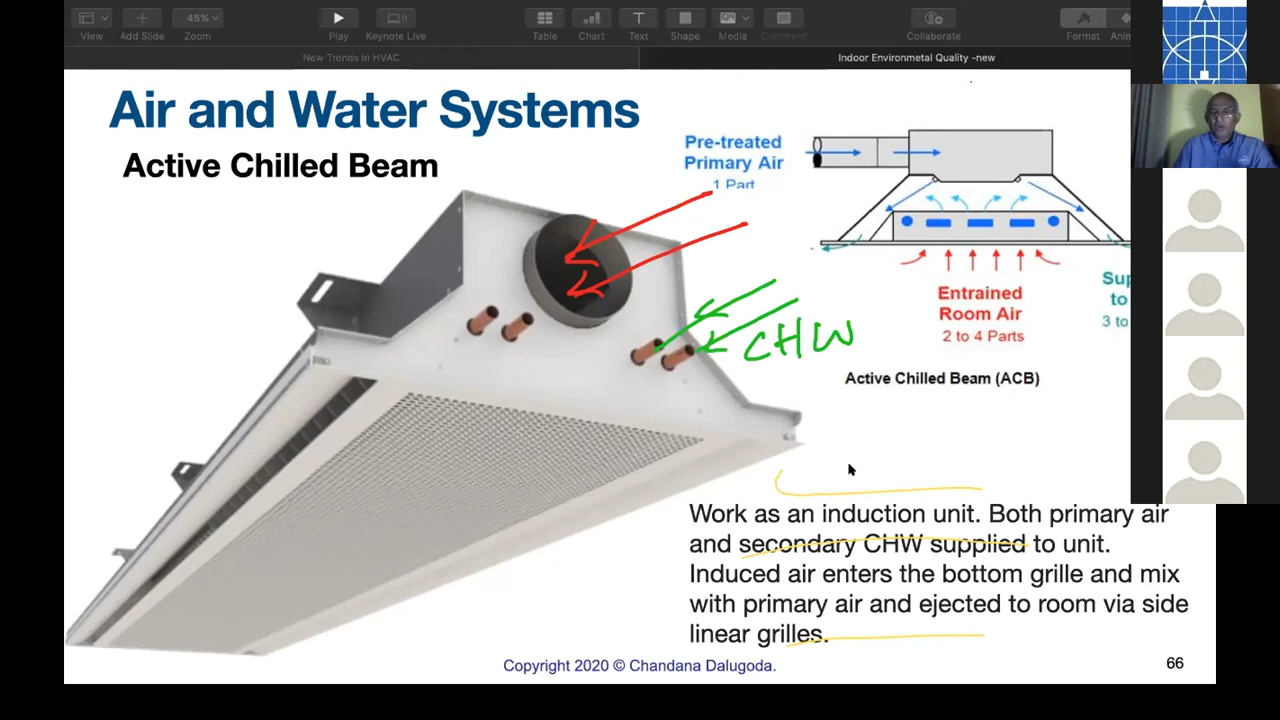 View
Add Slide
45%
Zoom
Play
Keynote Live
Table
Chart
Text
Shape
Media
Comment
Collaborate
Format
New Trends in HVAC
Indoor Environmetal Quality -new
Air and Water Systems
Active Chilled Beam
Pre-treated
Primary Air
1 Part
CHW
Entrained
Room Air
2 to 4 Parts
to
3 to
Active Chilled Beam (ACB)
Work as an induction unit. Both primary air
and secondary CHW supplied to unit.
Induced air enters the bottom grille and mix
with primary air and ejected to room via side
linear grilles.
Copyright 2020 © Chandana Dalugoda.
66